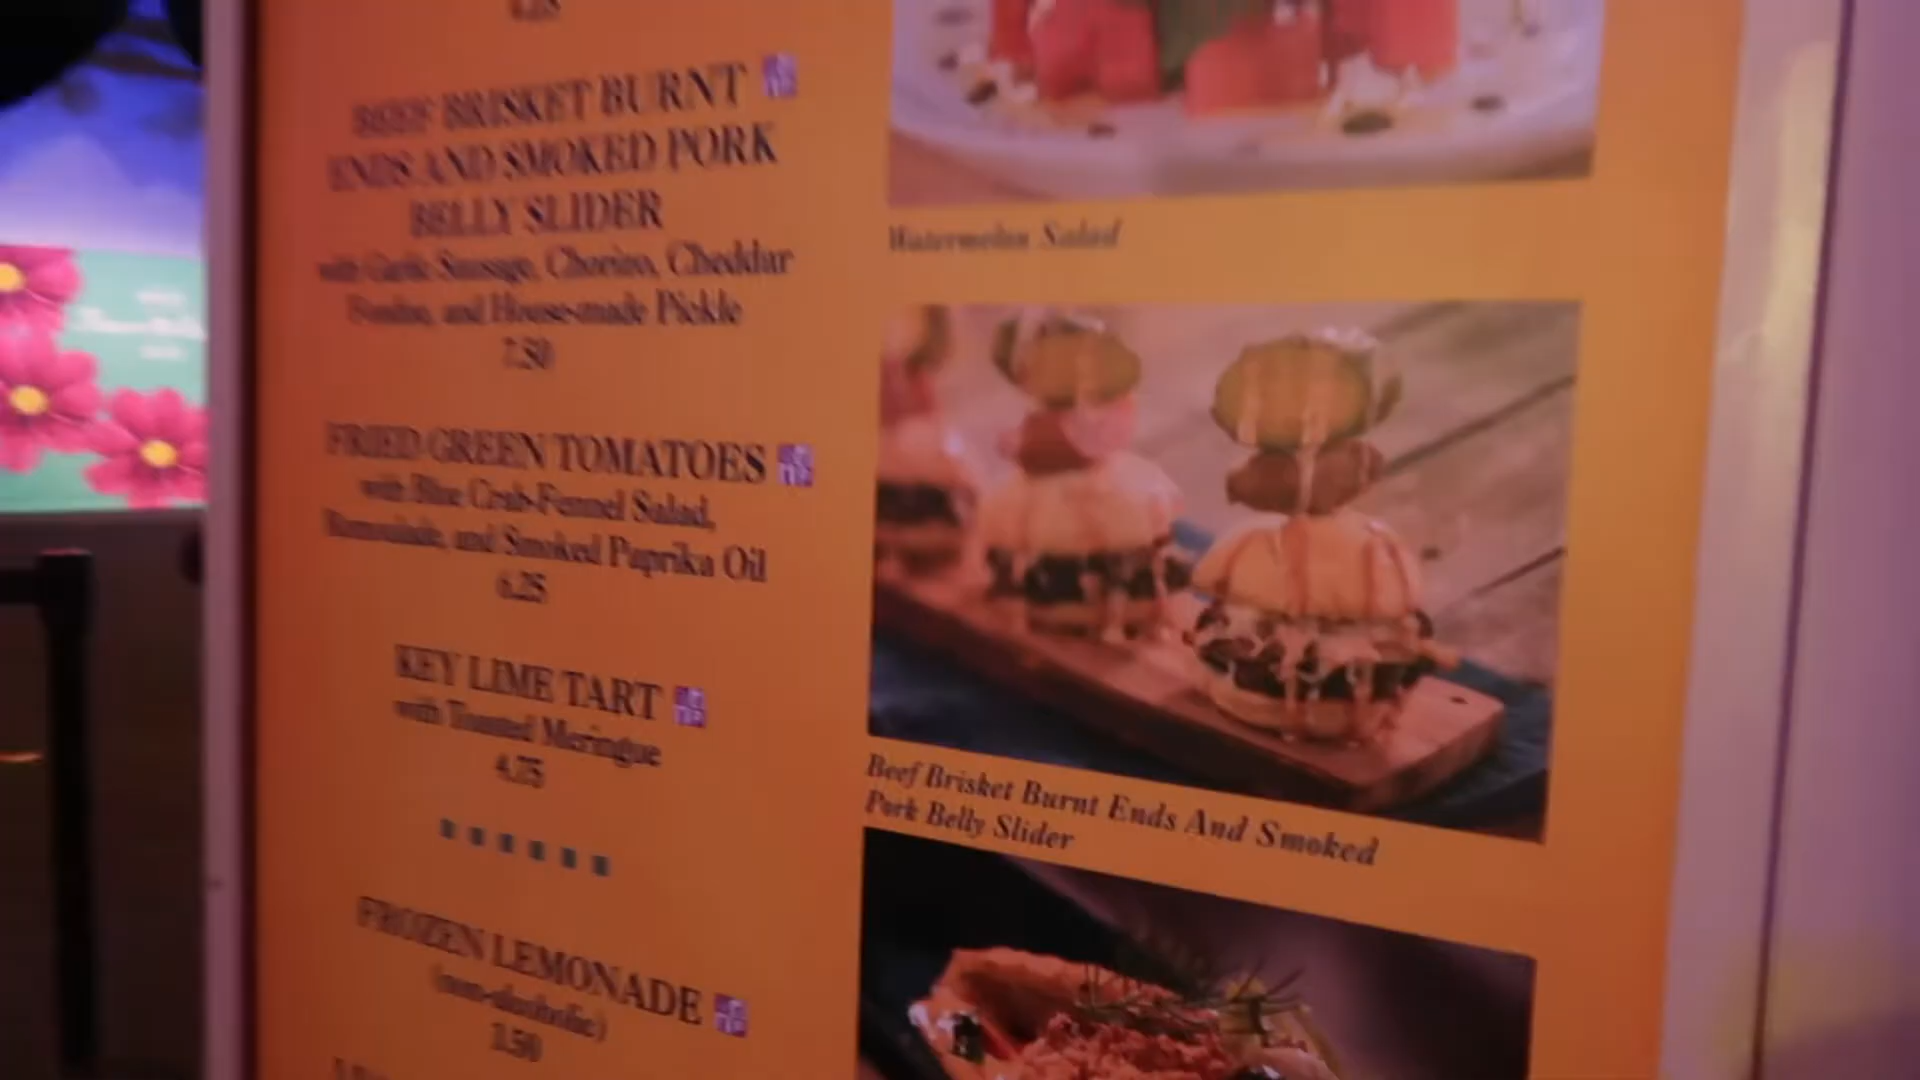 BEEF BRISKET BURNT
ENDS AND SMOKED PORK
BELLY SLIDER
with Garlic Sausage, Chorizo, Cheddar
Fondue, and House-made Pickle
7.50
FRIED GREEN TOMATOES
with Blue Crab-Fennel Salad,
Remoulade, and Smoked Paprika Oil
6.25
KEY LIME TART
with Toasted Meringue
4.75
FROZEN LEMONADE
(non-alcoholic)
3.50
Watermelon Salad
Beef Brisket Burnt Ends And Smoked
Pork Belly Slider